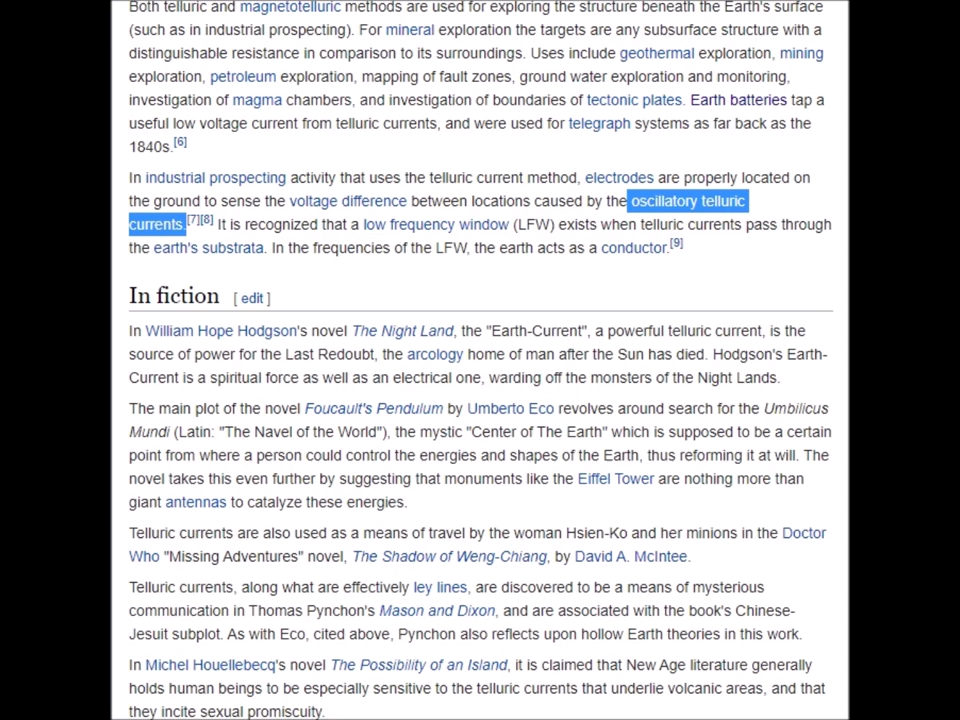 Both telluric and magnetotelluric methods are used for exploring the structure beneath the Earth's surface
(such as in industrial prospecting). For mineral exploration the targets are any subsurface structure with a
distinguishable resistance in comparison to its surroundings. Uses include geothermal exploration, mining
exploration, petroleum exploration, mapping of fault zones, ground water exploration and monitoring,
investigation of magma chambers, and investigation of boundaries of tectonic plates. Earth batteries tap a
useful low voltage current from telluric currents, and were used for telegraph systems as far back as the
1840s.[6]
In industrial prospecting activity that uses the telluric current method, electrodes are properly located on
the ground to sense the voltage difference between locations caused by the oscillatory telluric
currents.[7][8] It is recognized that a low frequency window (LFW) exists when telluric currents pass through
the earth's substrata. In the frequencies of the LFW, the earth acts as a conductor.[9]
In fiction [ edit ]
In William Hope Hodgson's novel The Night Land, the "Earth-Current", a powerful telluric current, is the
source of power for the Last Redoubt, the arcology home of man after the Sun has died. Hodgson's Earth-
Current is a spiritual force as well as an electrical one, warding off the monsters of the Night Lands.
The main plot of the novel Foucault's Pendulum by Umberto Eco revolves around search for the Umbilicus
Mundi (Latin: "The Navel of the World"), the mystic "Center of The Earth" which is supposed to be a certain
point from where a person could control the energies and shapes of the Earth, thus reforming it at will. The
novel takes this even further by suggesting that monuments like the Eiffel Tower are nothing more than
giant antennas to catalyze these energies.
Telluric currents are also used as a means of travel by the woman Hsien-Ko and her minions in the Doctor
Who "Missing Adventures" novel, The Shadow of Weng-Chiang, by David A. McIntee.
Telluric currents, along what are effectively ley lines, are discovered to be a means of mysterious
communication in Thomas Pynchon's Mason and Dixon, and are associated with the book's Chinese-
Jesuit subplot. As with Eco, cited above, Pynchon also reflects upon hollow Earth theories in this work.
In Michel Houellebecq's novel The Possibility of an Island, it is claimed that New Age literature generally
holds human beings to be especially sensitive to the telluric currents that underlie volcanic areas, and that
they incite sexual promiscuity.